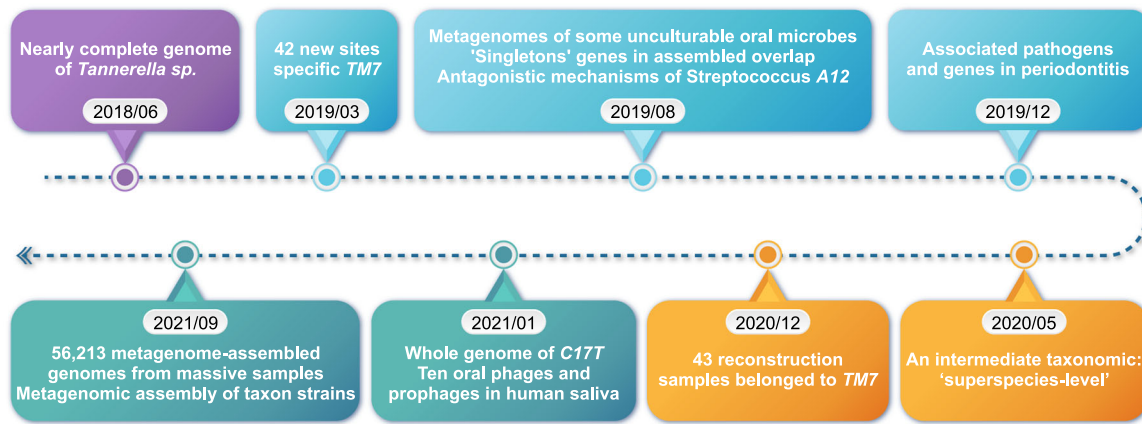 Nearly complete genome
of Tannerella sp.
2018/06
42 new sites
specific TM7
2019/03
Metagenomes of some unculturable oral microbes
'Singletons' genes in assembled overlap
Antagonistic mechanisms of Streptococcus A12
2019/08
Associated pathogens
and genes in periodontitis
2019/12
2021/09
56,213 metagenome-assembled
genomes from massive samples
Metagenomic assembly of taxon strains
2021/01
Whole genome of C17T
Ten oral phages and
prophages in human saliva
2020/12
43 reconstruction
samples belonged to TM7
2020/05
An intermediate taxonomic:
‘superspecies-level’